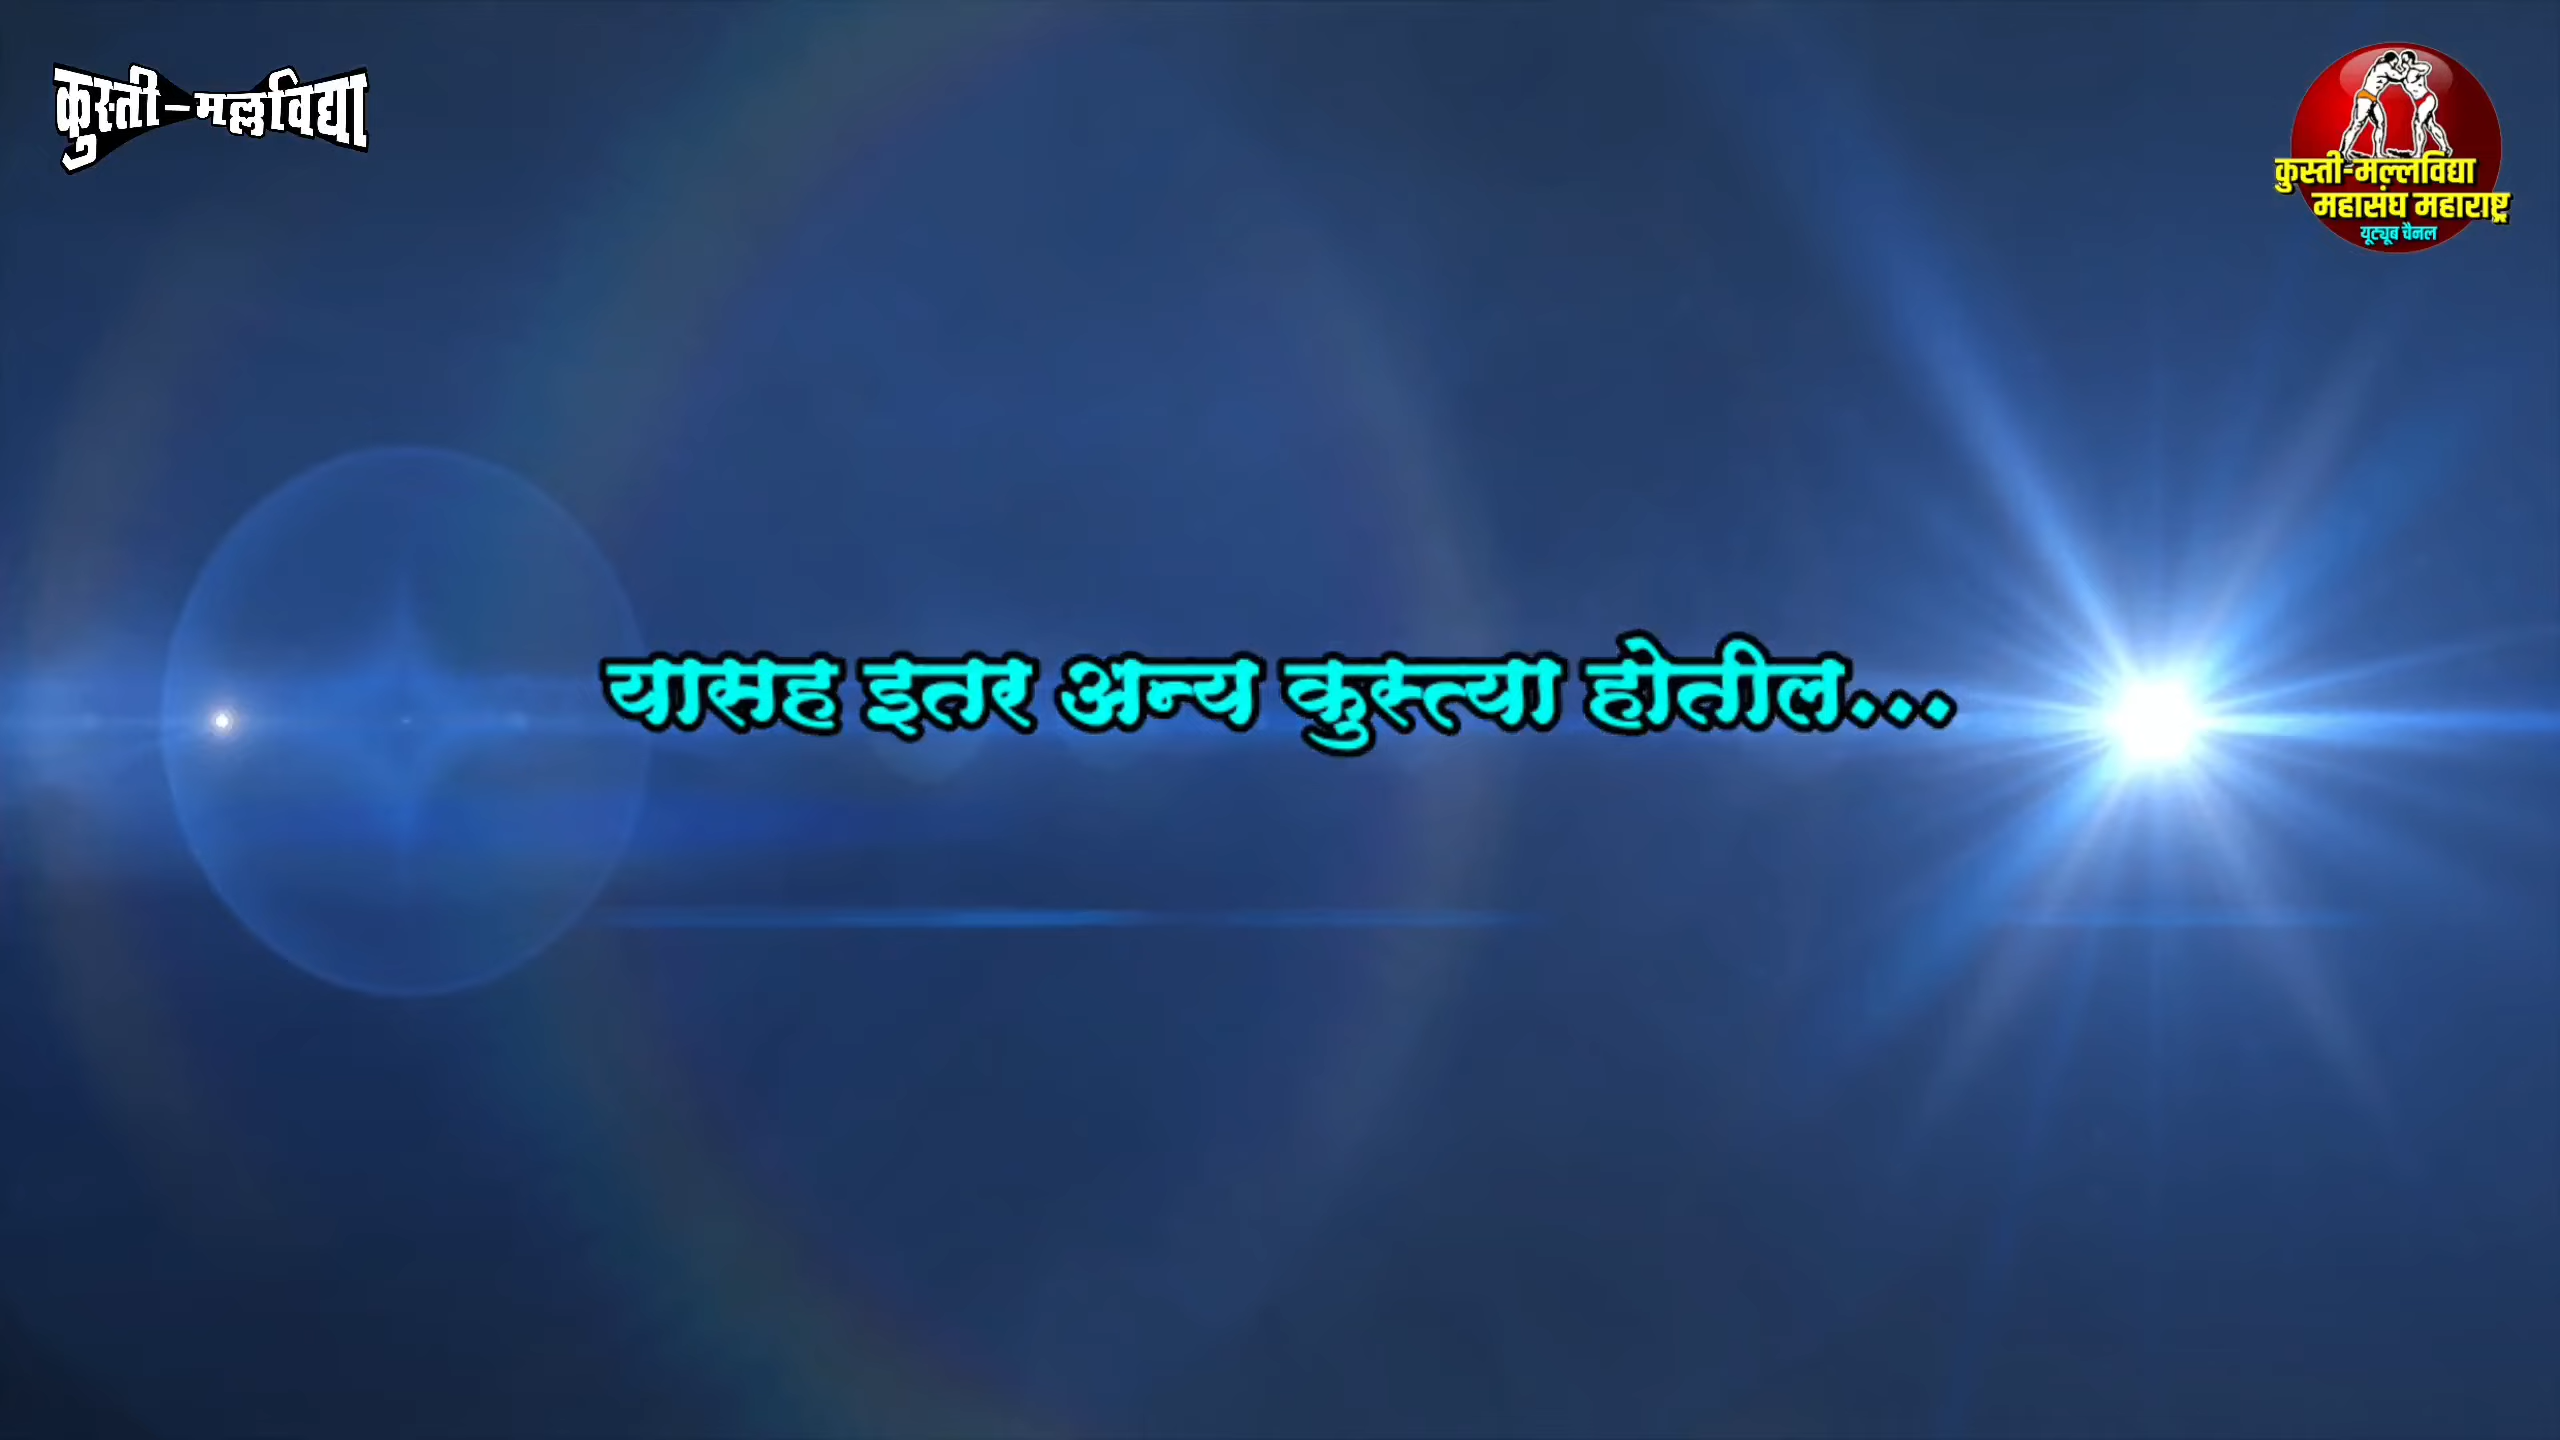 कुस्ती-मल्लविद्या
कुस्ती-मल्लविद्या
महासंघ महाराष्ट्र
यूट्यूब चैनल
यासह इतर अन्य कुस्त्या होतील...